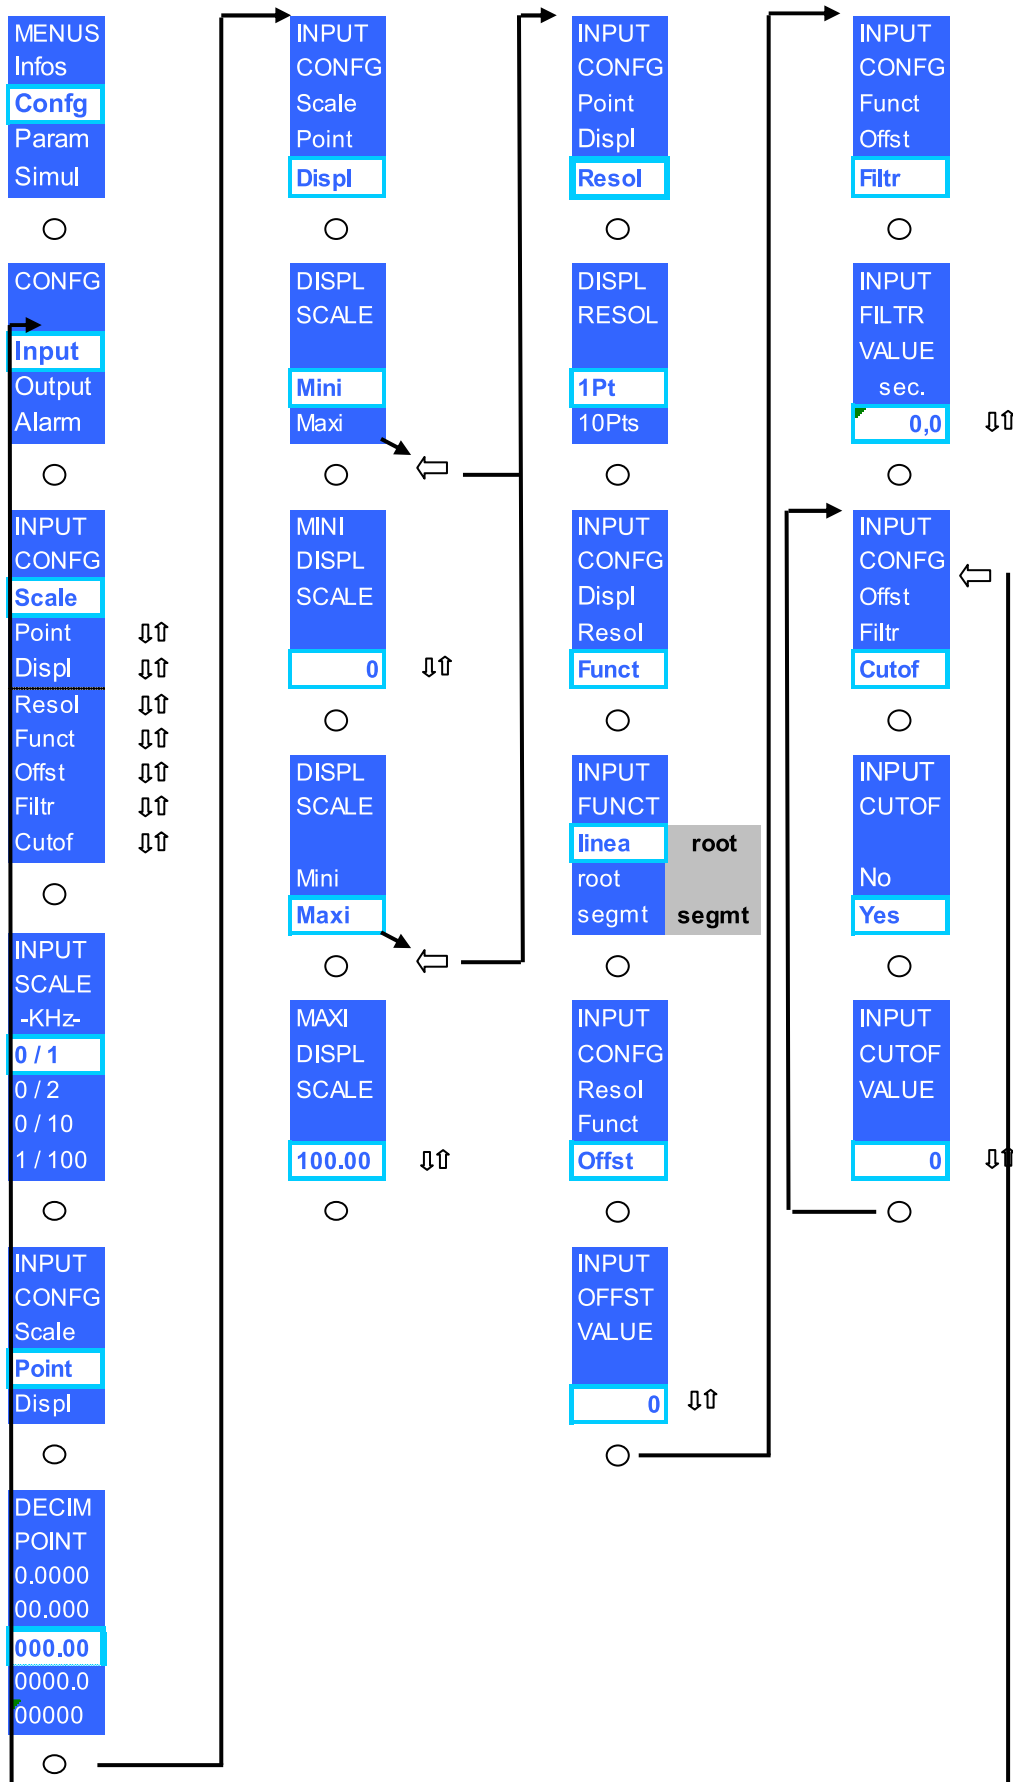 MENUS
Infos
Confg
Param
Simul
CONFG
Input
Output
Alarm
INPUT
CONFG
Scale
Point
Displ
Resol
Funct
Offst
Filtr
Cutof
INPUT
SCALE
-KHz-
0 / 1
0 / 2
0 / 10
1 / 100
INPUT
CONFG
Scale
Point
Displ
DECIM
POINT
0.0000
00.000
000.00
0000.0
00000
INPUT
CONFG
Scale
Point
Displ
DISPL
SCALE
Mini
Maxi
MINI
DISPL
SCALE
0
DISPL
SCALE
Mini
Maxi
MAXI
DISPL
SCALE
100.00
INPUT
CONFG
Point
Displ
Resol
DISPL
RESOL
1Pt
10Pts
INPUT
CONFG
Displ
Resol
Funct
INPUT
FUNCT
linea root
root
segmt segmt
INPUT
CONFG
Resol
Funct
Offst
INPUT
OFFST
VALUE
0
INPUT
CONFG
Funct
Offst
Filtr
INPUT
FILTR
VALUE
sec.
0,0
INPUT
CONFG
Offst
Filtr
Cutof
INPUT
CUTOF
No
Yes
INPUT
CUTOF
VALUE
0